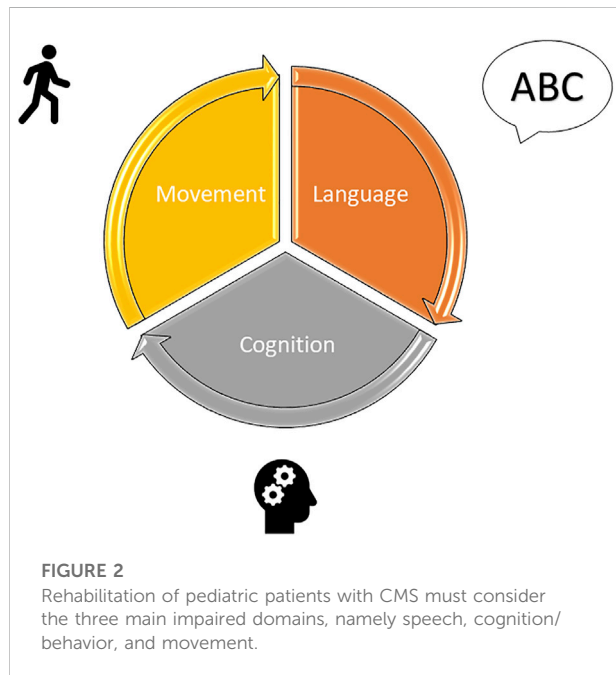 ABC
Movement
Language
Cognition
FIGURE 2
Rehabilitation of pediatric patients with CMS must consider
the three main impaired domains, namely speech, cognition/
behavior, and movement.